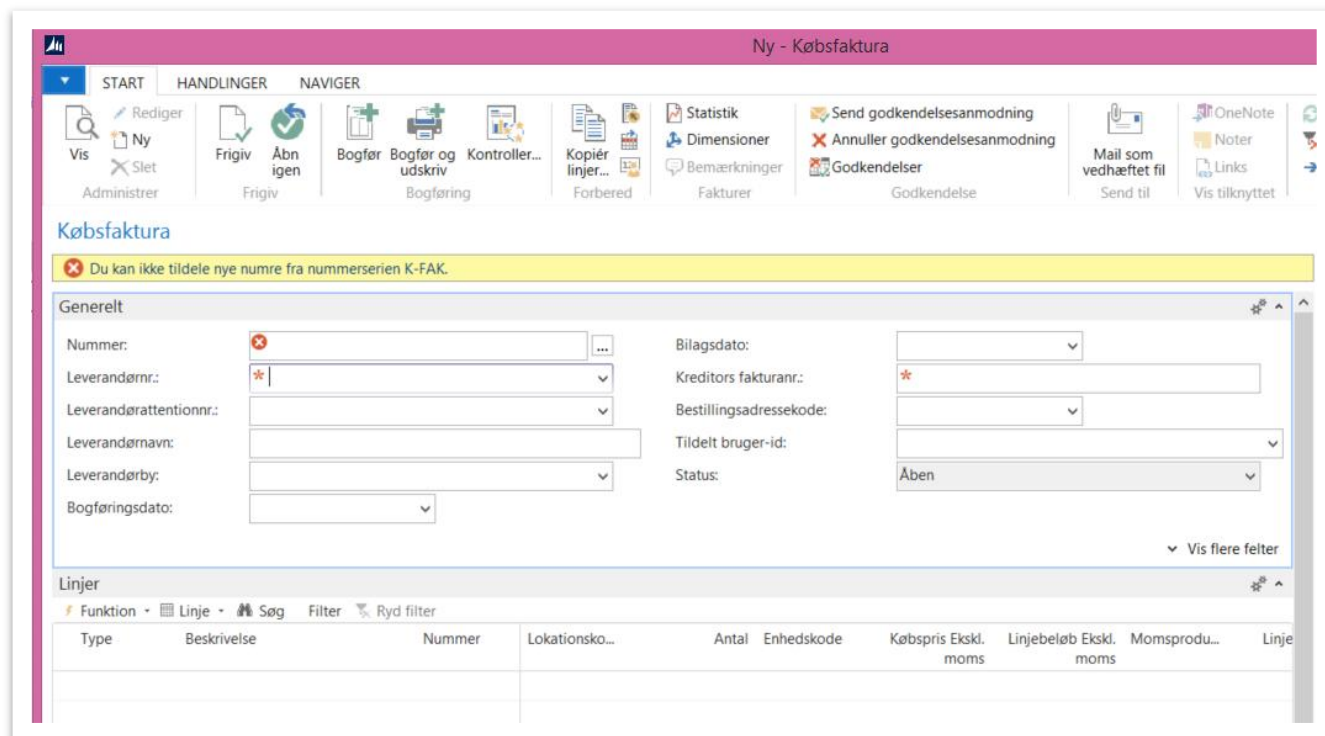 Ny - Købsfaktura
START HANDLINGER NAVIGER
Vis
Rediger
Ny
Slet
Administrer
Frigiv
Åbn igen
Frigiv
Bogfør
Bogfør og udskriv
Kontroller...
Bogføring
Kopiér linjer...
Forbered
Statistik
Dimensioner
Bemærkninger
Fakturer
Send godkendelsesanmodning
Annuller godkendelsesanmodning
Godkendelser
Godkendelse
Mail som vedhæftet fil
Send til
OneNote
Noter
Links
Vis tilknyttet
Købsfaktura
Du kan ikke tildele nye numre fra nummerserien K-FAK.
Generelt
Nummer: ...
Leverandørnr.: *
Leverandørattentionnr.:
Leverandørnavn:
Leverandørby:
Bogføringsdato:
Bilagsdato:
Kreditors fakturanr.: *
Bestillingsadressekode:
Tildelt bruger-id:
Status: Åben
Vis flere felter
Linjer
Funktion Linje Søg Filter Ryd filter
Type Beskrivelse Nummer Lokationsko... Antal Enhedskode Købspris Ekskl. moms Linjebeløb Ekskl. moms Momsprodu... Linje